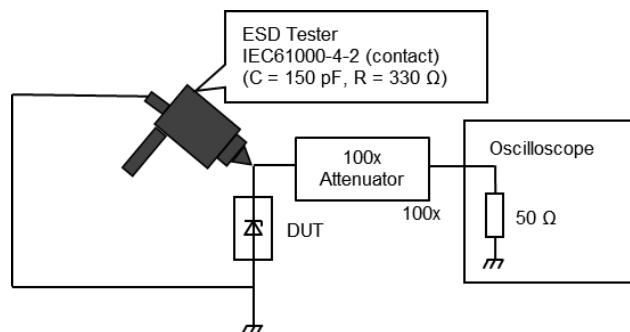 ESD Tester
IEC61000-4-2 (contact)
(C = 150 pF, R = 330 Ω)
Oscilloscope
100x
Attenuator
100x
50 Ω
DUT